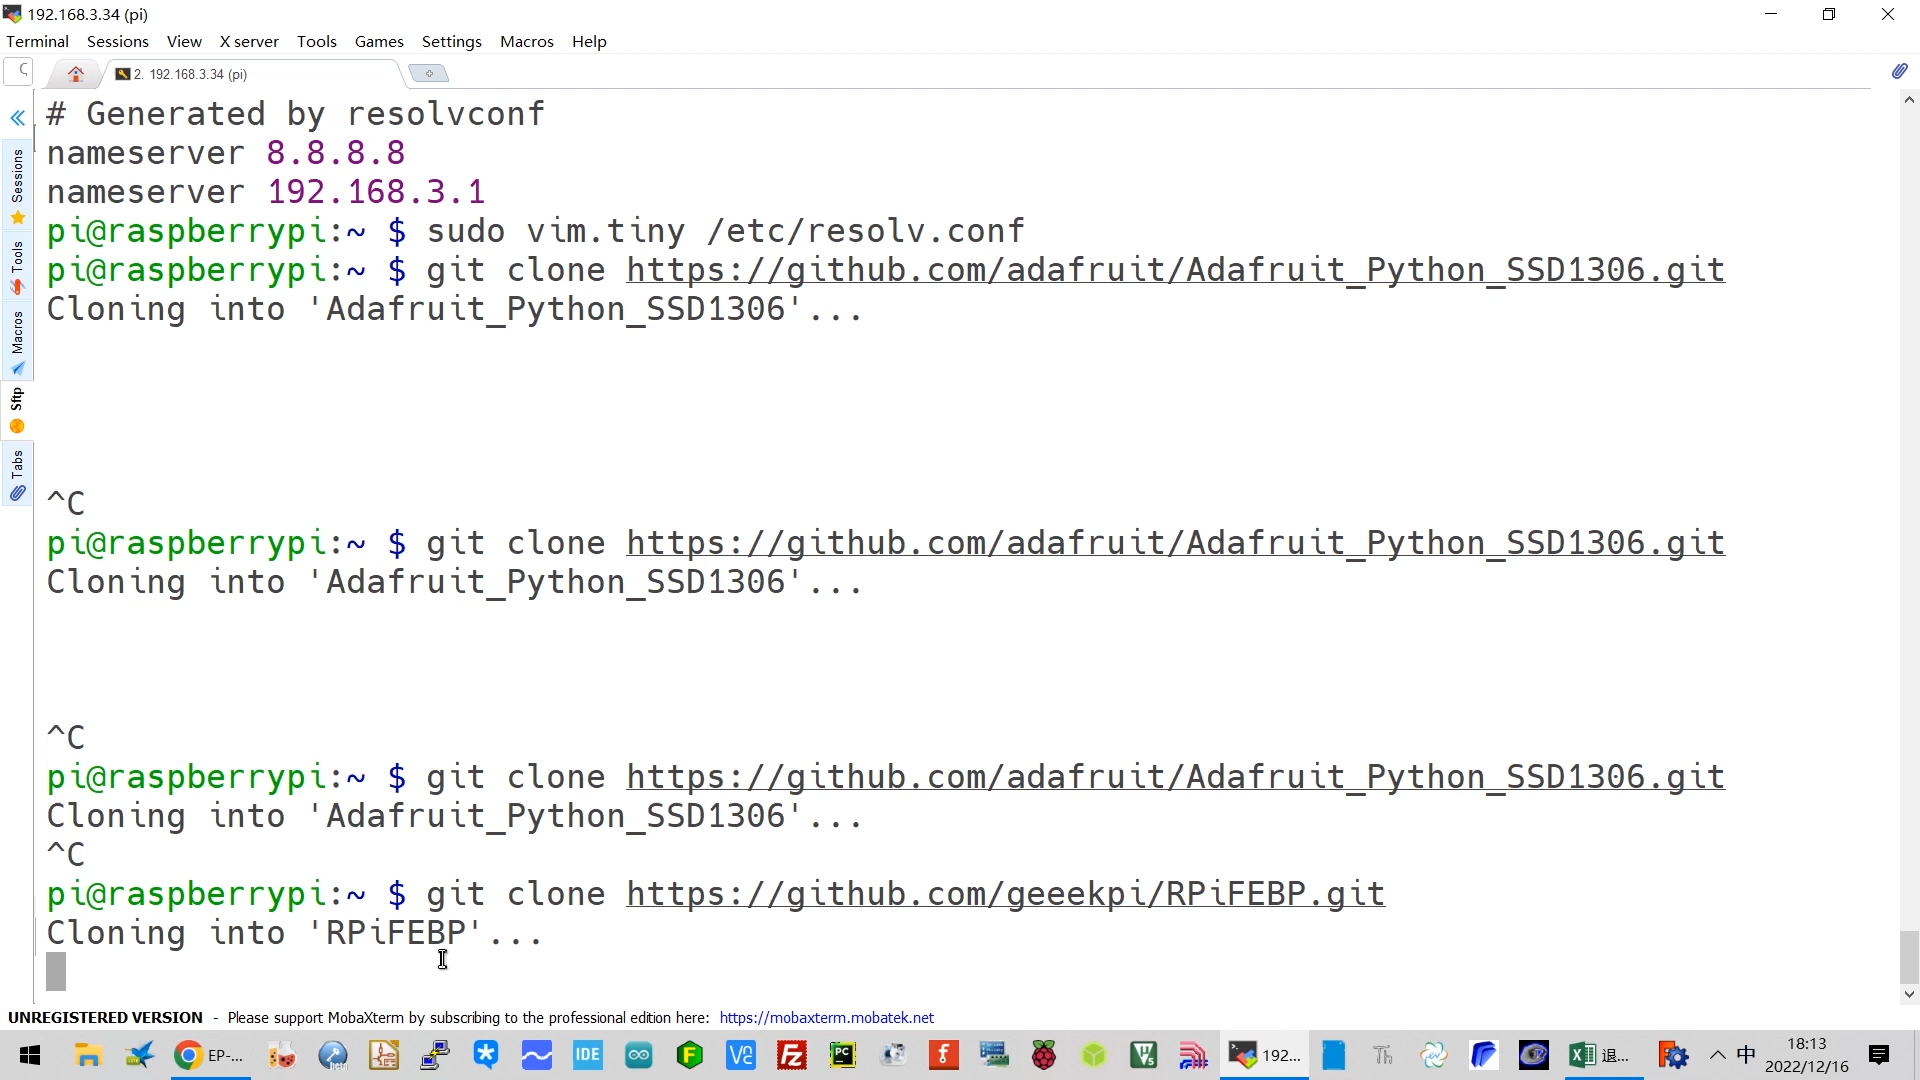 192.168.3.34 (pi)
Terminal Sessions View X server Tools Games Settings Macros Help
2. 192.168.3.34 (pi)
# Generated by resolvconf
nameserver 8.8.8.8
nameserver 192.168.3.1
pi@raspberrypi:~ $ sudo vim.tiny /etc/resolv.conf
pi@raspberrypi:~ $ git clone https://github.com/adafruit/Adafruit_Python_SSD1306.git
Cloning into 'Adafruit_Python_SSD1306'...
^C
pi@raspberrypi:~ $ git clone https://github.com/adafruit/Adafruit_Python_SSD1306.git
Cloning into 'Adafruit_Python_SSD1306'...
^C
pi@raspberrypi:~ $ git clone https://github.com/adafruit/Adafruit_Python_SSD1306.git
Cloning into 'Adafruit_Python_SSD1306'...
^C
pi@raspberrypi:~ $ git clone https://github.com/geeekpi/RPiFEBP.git
Cloning into 'RPiFEBP'...
Sessions
Tools
Macros
Sftp
Tabs
UNREGISTERED VERSION - Please support MobaXterm by subscribing to the professional edition here: https://mobaxterm.mobatek.net
EP-... IDE PC 192... Th 退... 中 18:13
2022/12/16